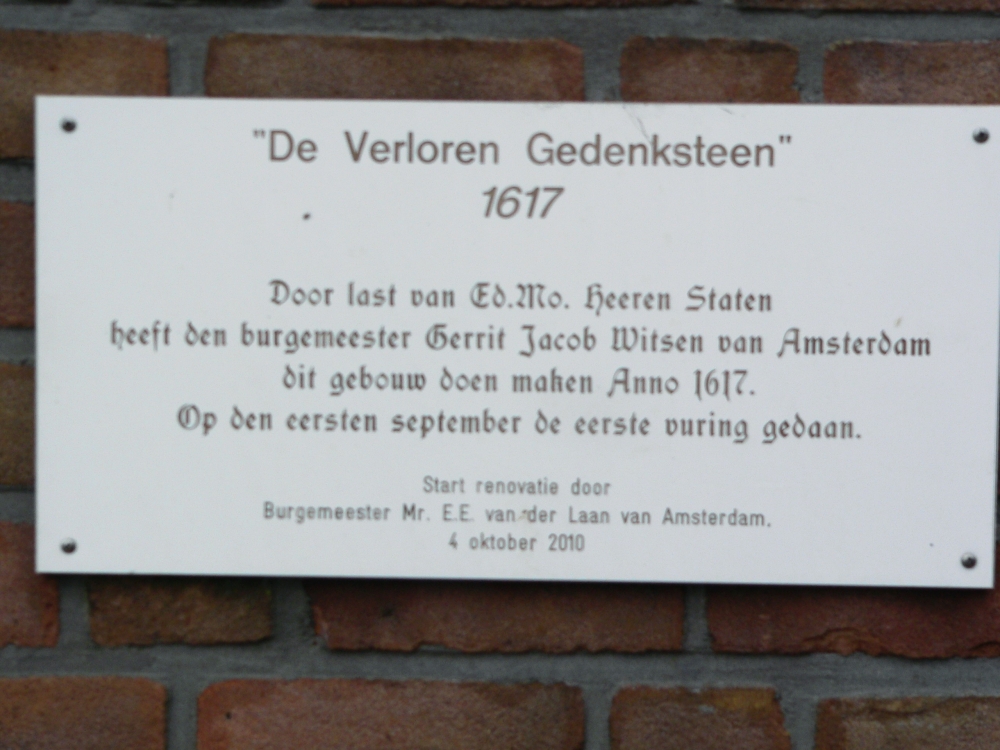 "De Verloren Gedenksteen"
1617
Door last van Ed.Mo. Heeren Staten
heeft den burgemeester Gerrit Jacob Witsen van Amsterdam
dit gebouw doen maken Anno 1617.
Op den eersten september de eerste vuring gedaan.
Start renovatie door
Burgemeester Mr. E.E. van der Laan van Amsterdam.
4 oktober 2010